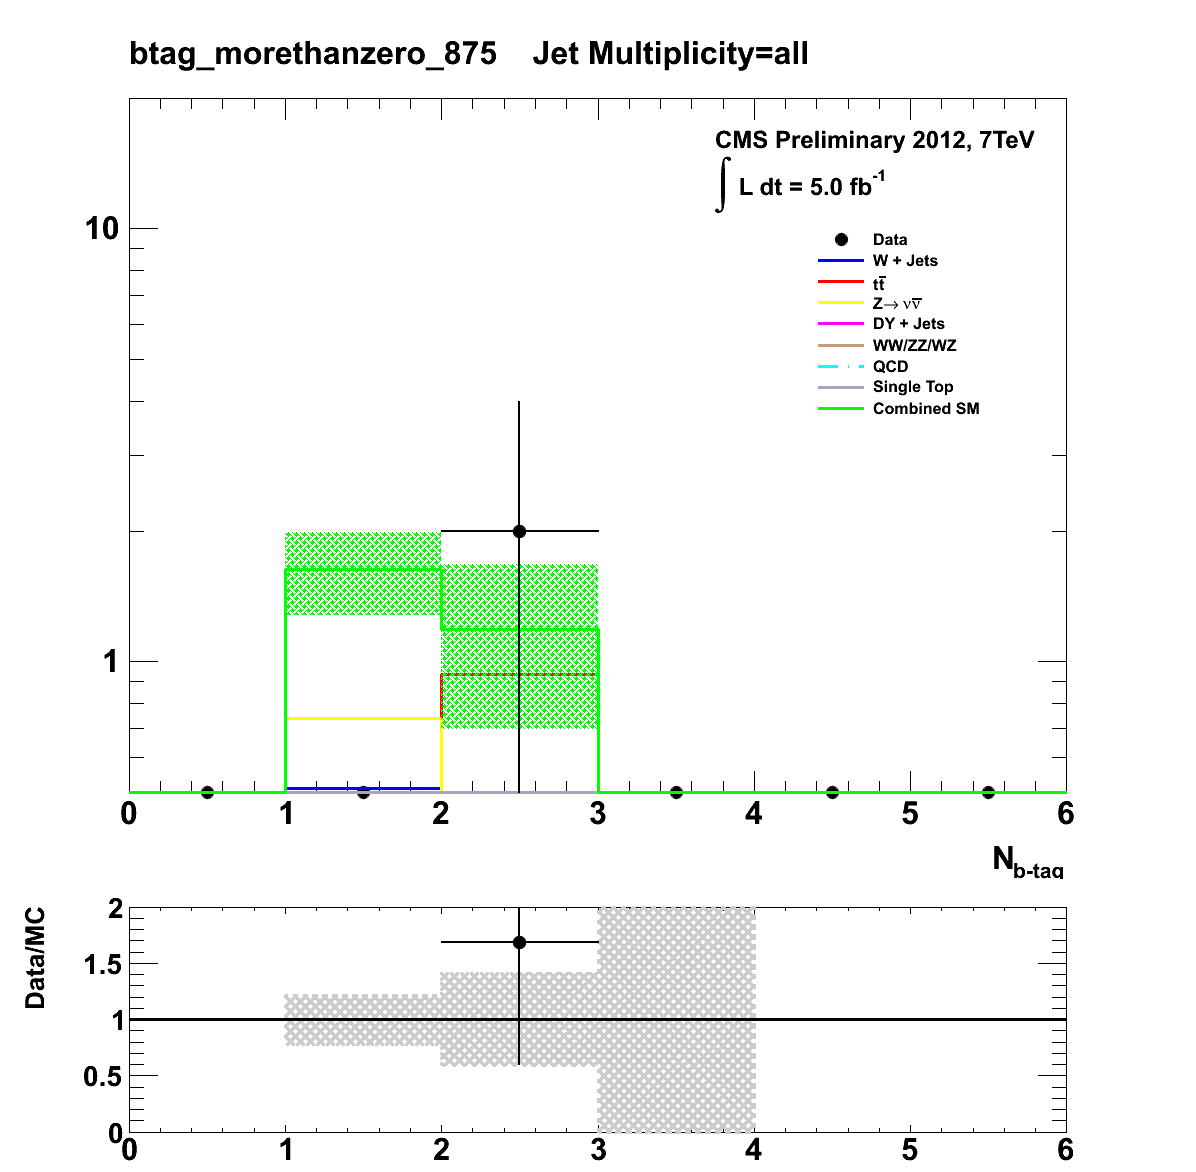 btag_morethanzero_875 Jet Multiplicity=all
CMS Preliminary 2012, 7TeV
∫ L dt = 5.0 fb⁻¹
10
1
Data
W + Jets
tt̅
Z→ νν̅
DY + Jets
WW/ZZ/WZ
QCD
Single Top
Combined SM
0 1 2 3 4 5 6
N_b-tag
Data/MC
2
1.5
1
0.5
0
0 1 2 3 4 5 6